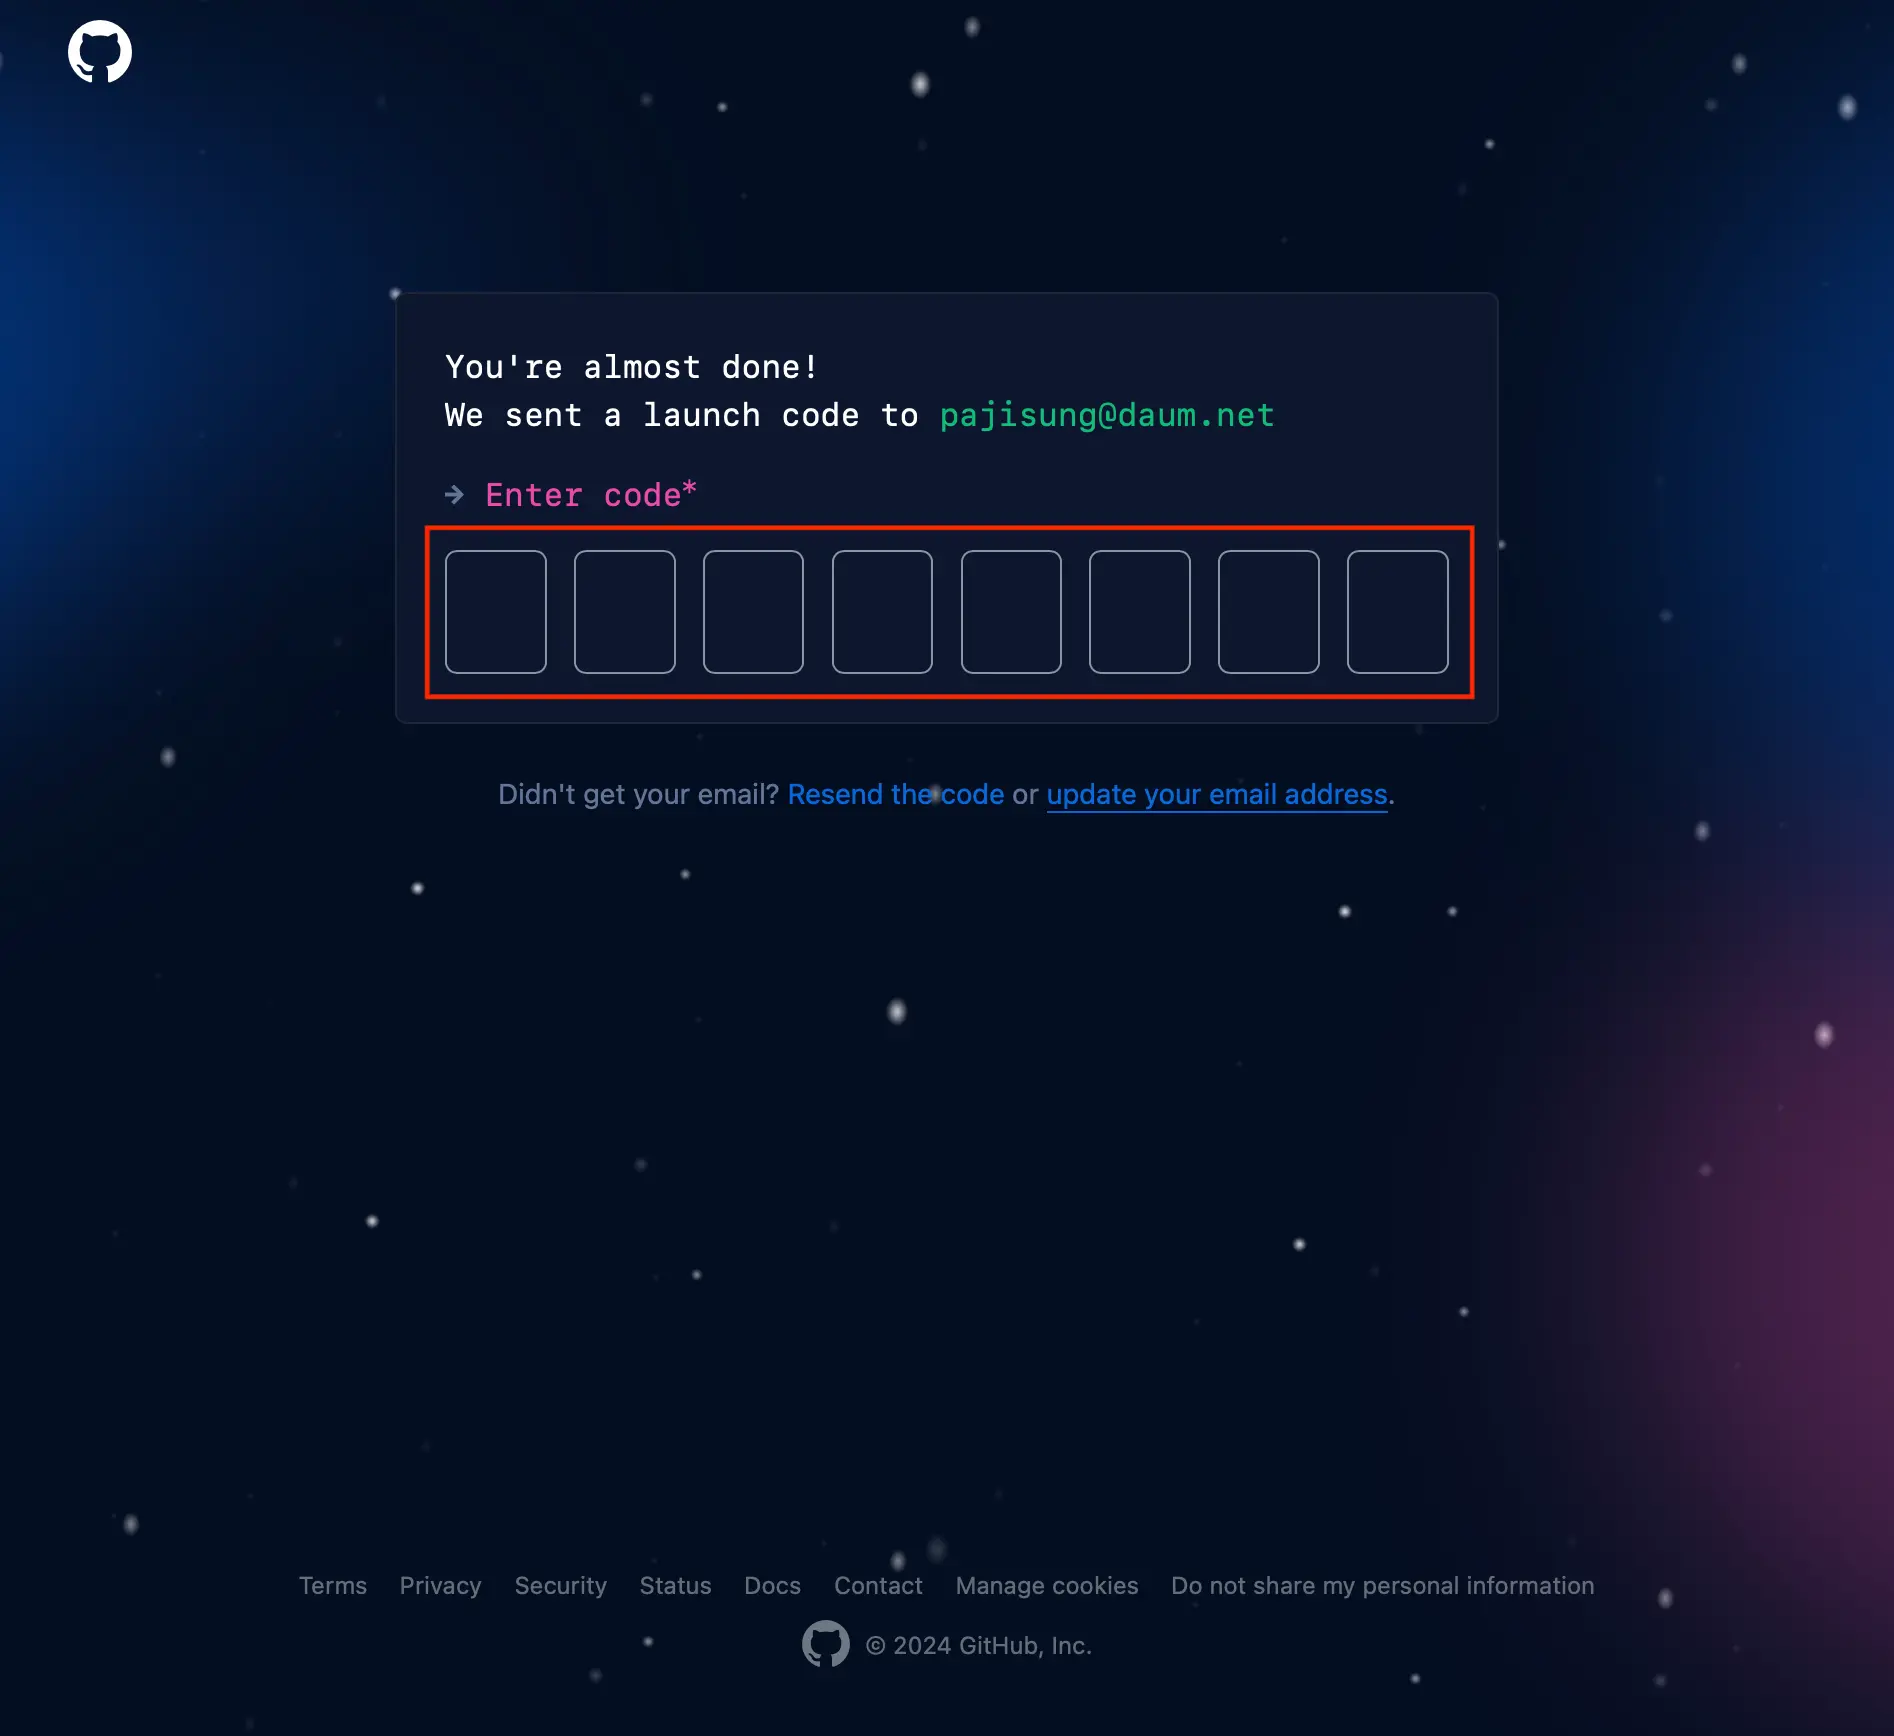 You're almost done!
We sent a launch code to pajisung@daum.net
→ Enter code*
Didn't get your email? Resend the code or update your email address.
Terms Privacy Security Status Docs Contact Manage cookies Do not share my personal information
© 2024 GitHub, Inc.